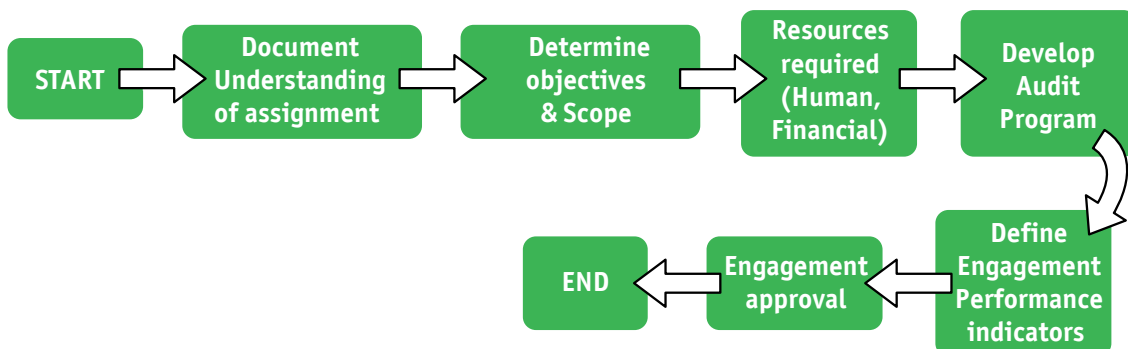 START
Document
Understanding
of assignment
Determine
objectives
& Scope
Resources
required
(Human,
Financial)
Develop
Audit
Program
Define
Engagement
Performance
indicators
Engagement
approval
END